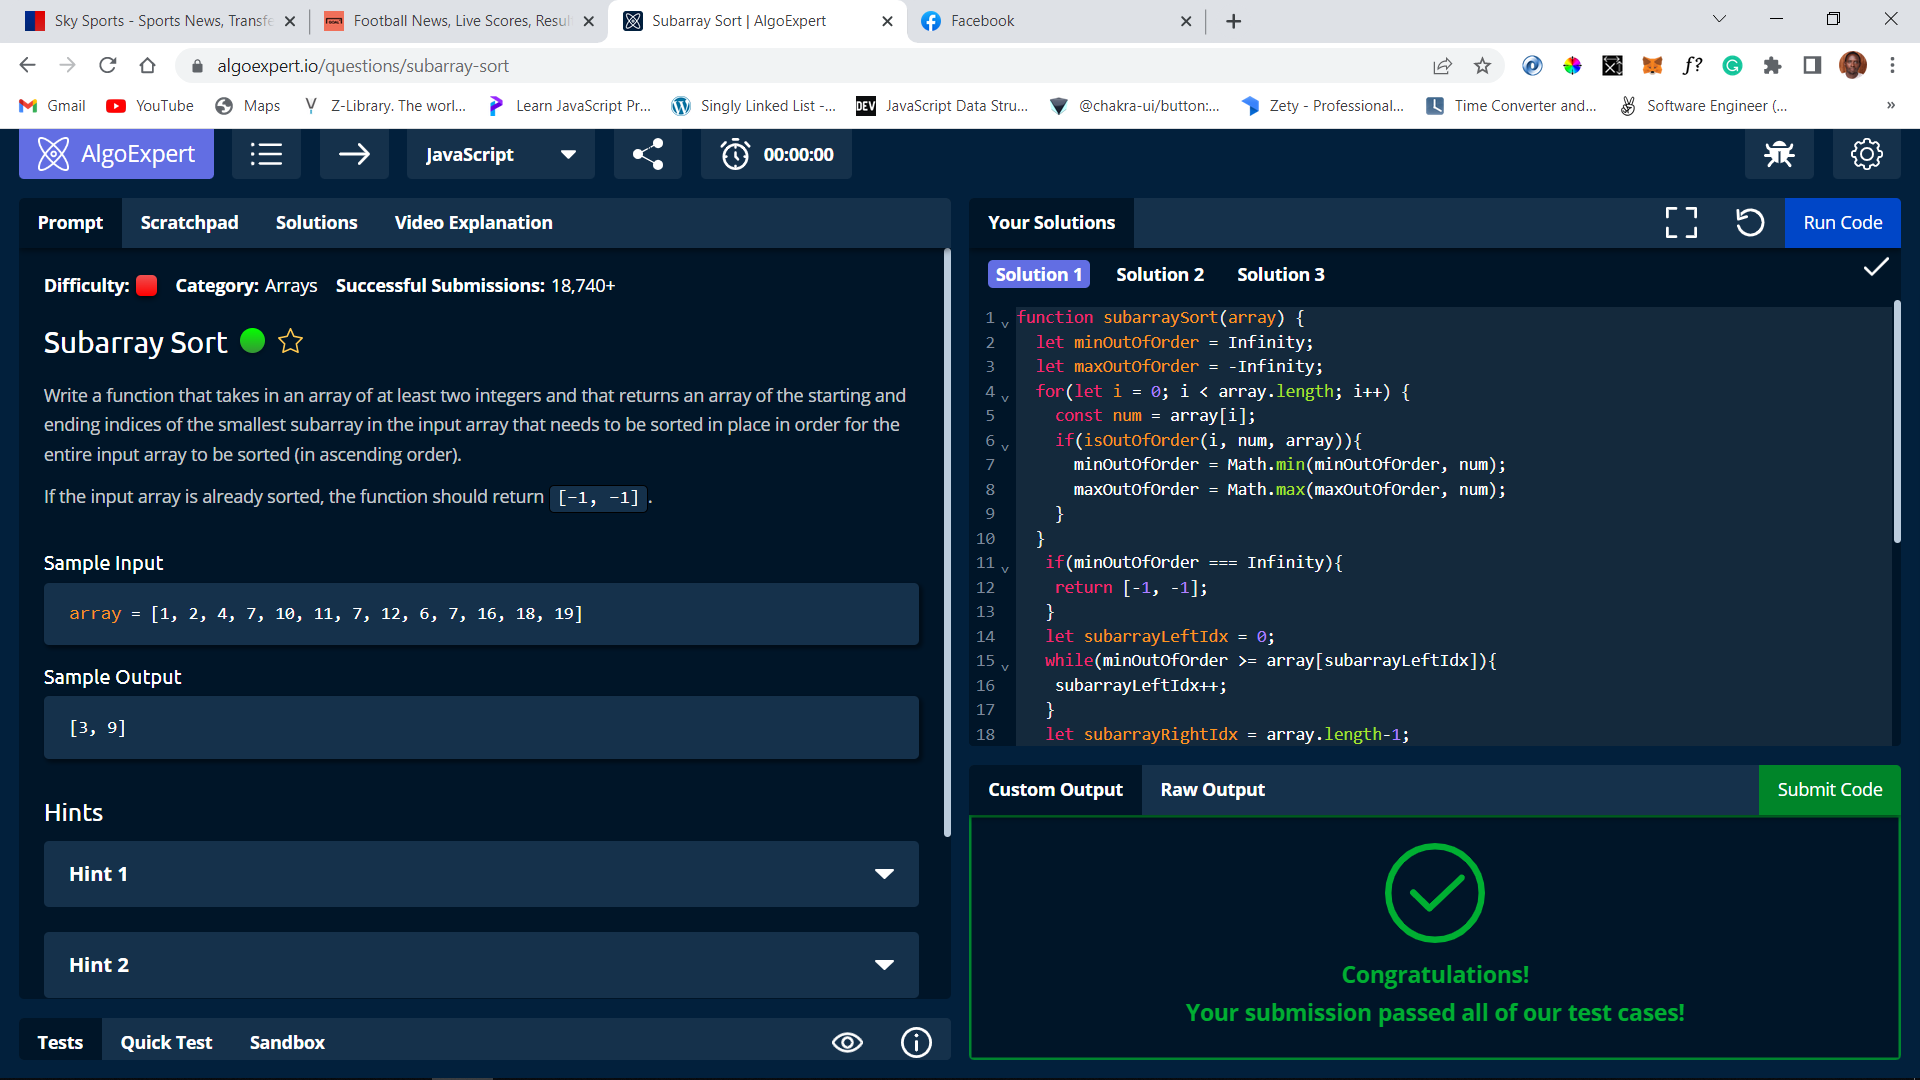 Sky Sports - Sports News, Transfe
Football News, Live Scores, Resul
Subarray Sort | AlgoExpert
Facebook
algoexpert.io/questions/subarray-sort
f?
Gmail
YouTube
Maps
Z-Library. The worl...
Learn JavaScript Pr...
Singly Linked List -...
DEV
JavaScript Data Stru...
@chakra-ui/button:...
Zety - Professional...
Time Converter and...
Software Engineer (...
»
AlgoExpert
JavaScript
00:00:00
Prompt
Scratchpad
Solutions
Video Explanation
Difficulty:
Category: Arrays
Successful Submissions: 18,740+
Subarray Sort
Write a function that takes in an array of at least two integers and that returns an array of the starting and
ending indices of the smallest subarray in the input array that needs to be sorted in place in order for the
entire input array to be sorted (in ascending order).
If the input array is already sorted, the function should return [-1, -1].
Sample Input
array = [1, 2, 4, 7, 10, 11, 7, 12, 6, 7, 16, 18, 19]
Sample Output
[3, 9]
Hints
Hint 1
Hint 2
Tests
Quick Test
Sandbox
Your Solutions
Run Code
Solution 1
Solution 2
Solution 3
1 function subarraySort(array) {
2 let minOutOfOrder = Infinity;
3 let maxOutOfOrder = -Infinity;
4 for(let i = 0; i < array.length; i++) {
5 const num = array[i];
6 if(isOutOfOrder(i, num, array)){
7 minOutOfOrder = Math.min(minOutOfOrder, num);
8 maxOutOfOrder = Math.max(maxOutOfOrder, num);
9 }
10 }
11 if(minOutOfOrder === Infinity){
12 return [-1, -1];
13 }
14 let subarrayLeftIdx = 0;
15 while(minOutOfOrder >= array[subarrayLeftIdx]){
16 subarrayLeftIdx++;
17 }
18 let subarrayRightIdx = array.length-1;
Custom Output
Raw Output
Submit Code
Congratulations!
Your submission passed all of our test cases!